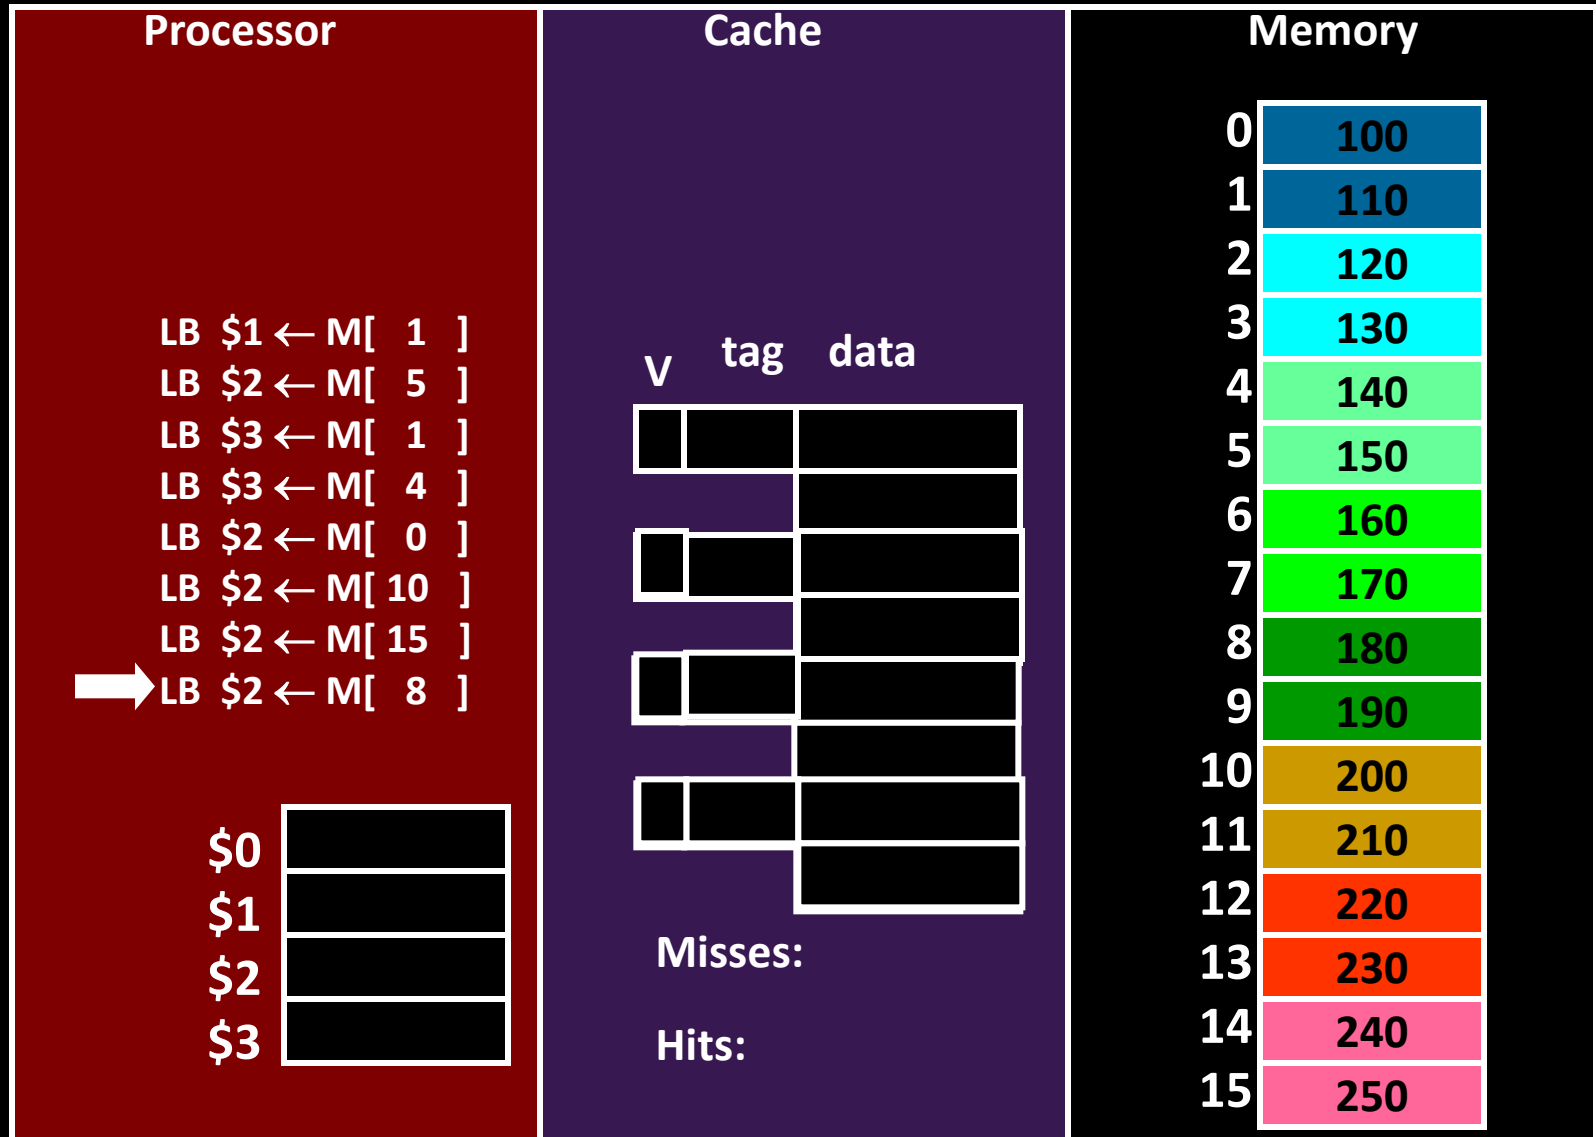 Processor
LB $1 ← M[ 1 ]
LB $2 ← M[ 5 ]
LB $3 ← M[ 1 ]
LB $3 ← M[ 4 ]
LB $2 ← M[ 0 ]
LB $2 ← M[ 10 ]
LB $2 ← M[ 15 ]
LB $2 ← M[ 8 ]
$0
$1
$2
$3
Cache
V tag data
Misses:
Hits:
Memory
0 100
1 110
2 120
3 130
4 140
5 150
6 160
7 170
8 180
9 190
10 200
11 210
12 220
13 230
14 240
15 250